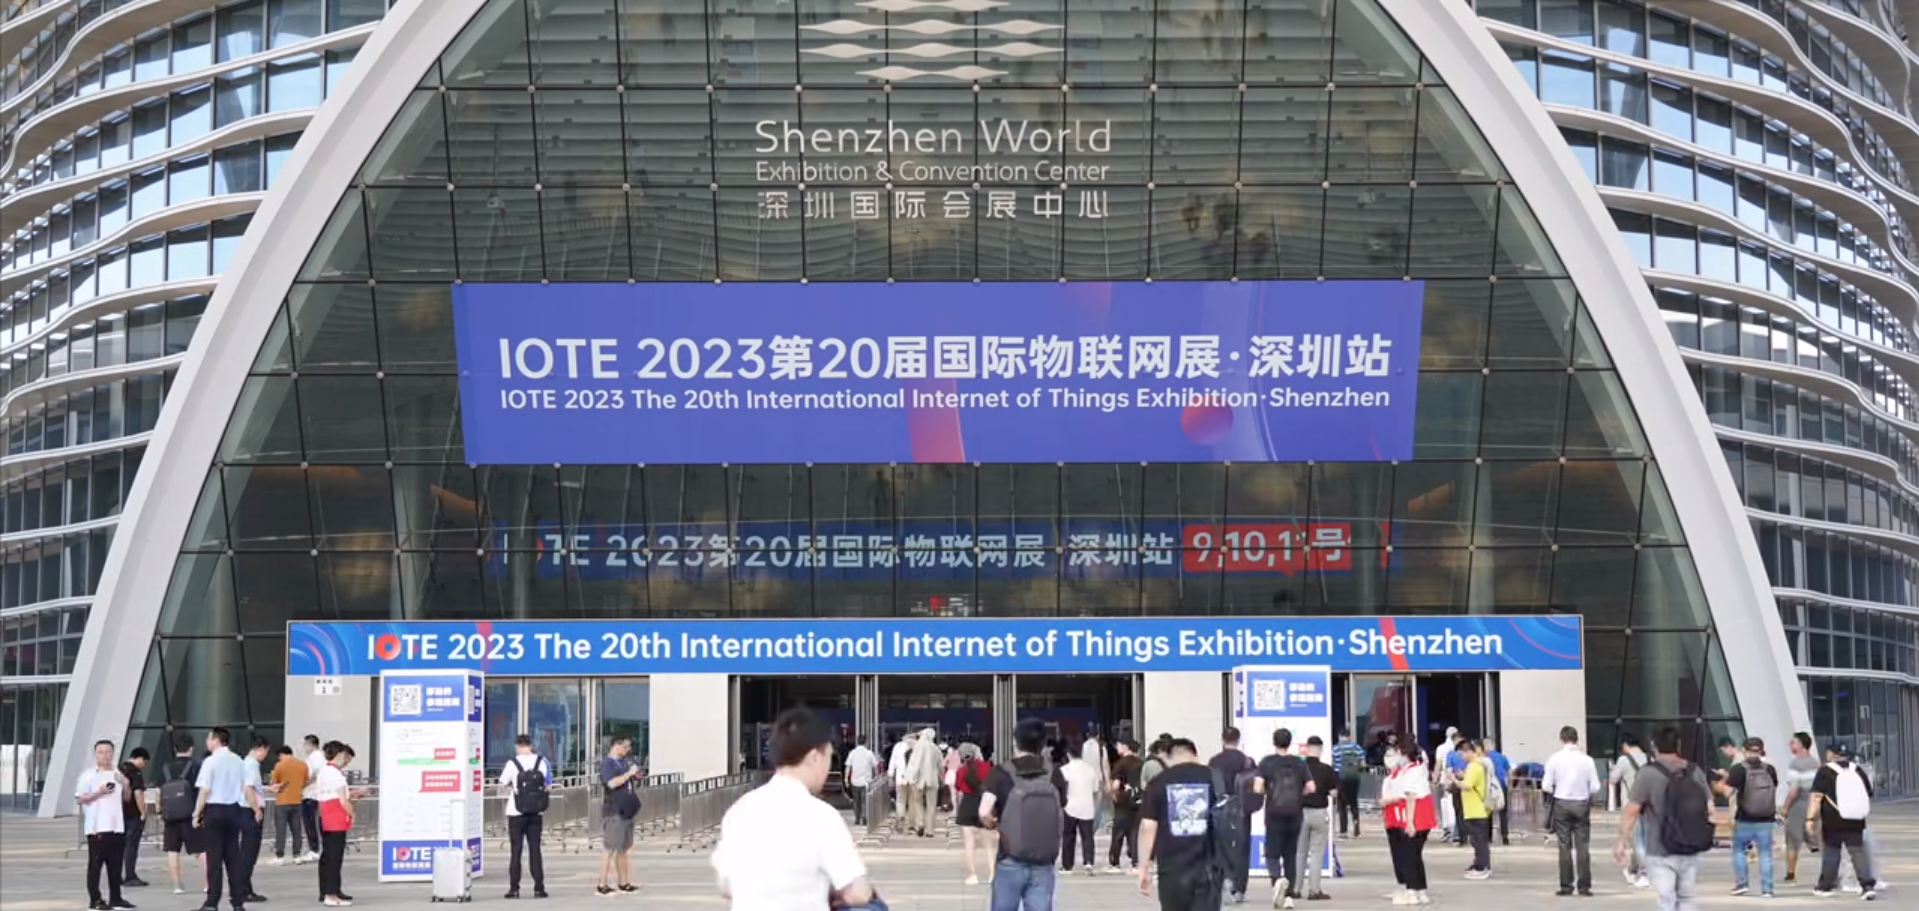 Shenzhen World
Exhibition & Convention Center
深圳国际会展中心
IOTE 2023第20届国际物联网展·深圳站
IOTE 2023 The 20th International Internet of Things Exhibition·Shenzhen
IOTE 2023第20届国际物联网展 深圳站 9,10,11号
IOTE 2023 The 20th International Internet of Things Exhibition·Shenzhen
IOTE